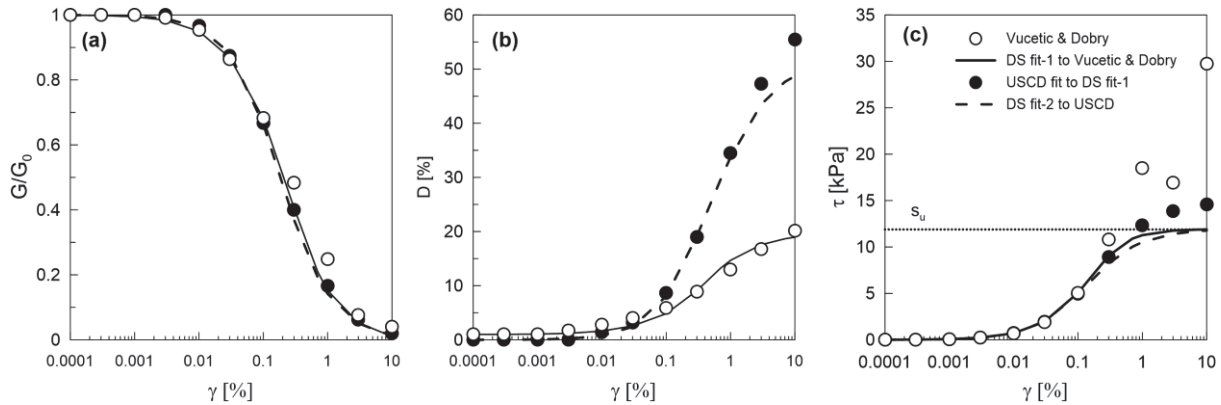 (a)
G/G0
1
0.8
0.6
0.4
0.2
0
0.0001 0.001 0.01 0.1 1 10
γ [%]
(b)
D [%]
60
50
40
30
20
10
0
0.0001 0.001 0.01 0.1 1 10
γ [%]
(c)
Vucetic & Dobry
DS fit-1 to Vucetic & Dobry
USCD fit to DS fit-1
DS fit-2 to USCD
τ [kPa]
35
30
25
20
15
10
5
0
su
0.0001 0.001 0.01 0.1 1 10
γ [%]